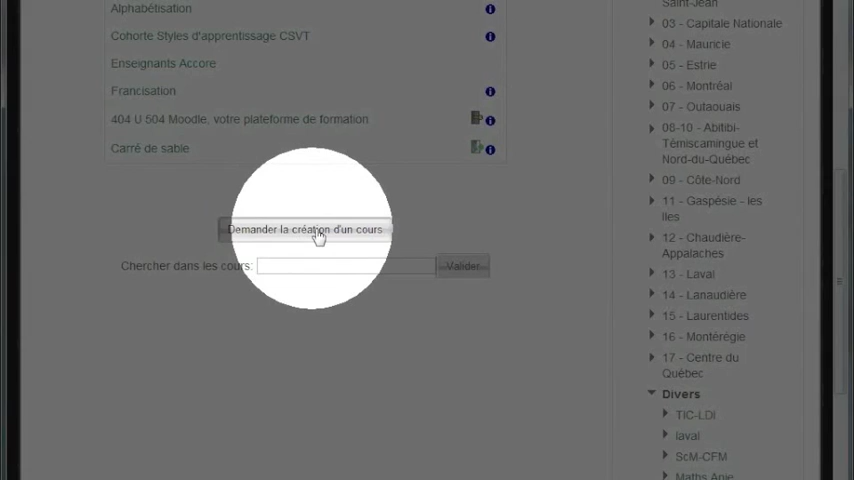 Alphabétisation
Cohorte Styles d'apprentissage CSVT
Enseignants Accore
Francisation
404 U 504 Moodle, votre plateforme de formation
Carré de sable
Demander la création d'un cours
Chercher dans les cours:
Valider
Saint-Jean
03 - Capitale Nationale
04 - Mauricie
05 - Estrie
06 - Montréal
07 - Outaouais
08-10 - Abitibi-
Témiscamingue et
Nord-du-Québec
09 - Côte-Nord
11 - Gaspésie - les
Iles
12 - Chaudière-
Appalaches
13 - Laval
14 - Lanaudière
15 - Laurentides
16 - Montérégie
17 - Centre du
Québec
Divers
TIC-LDI
laval
ScM-CFM
Maths Anie